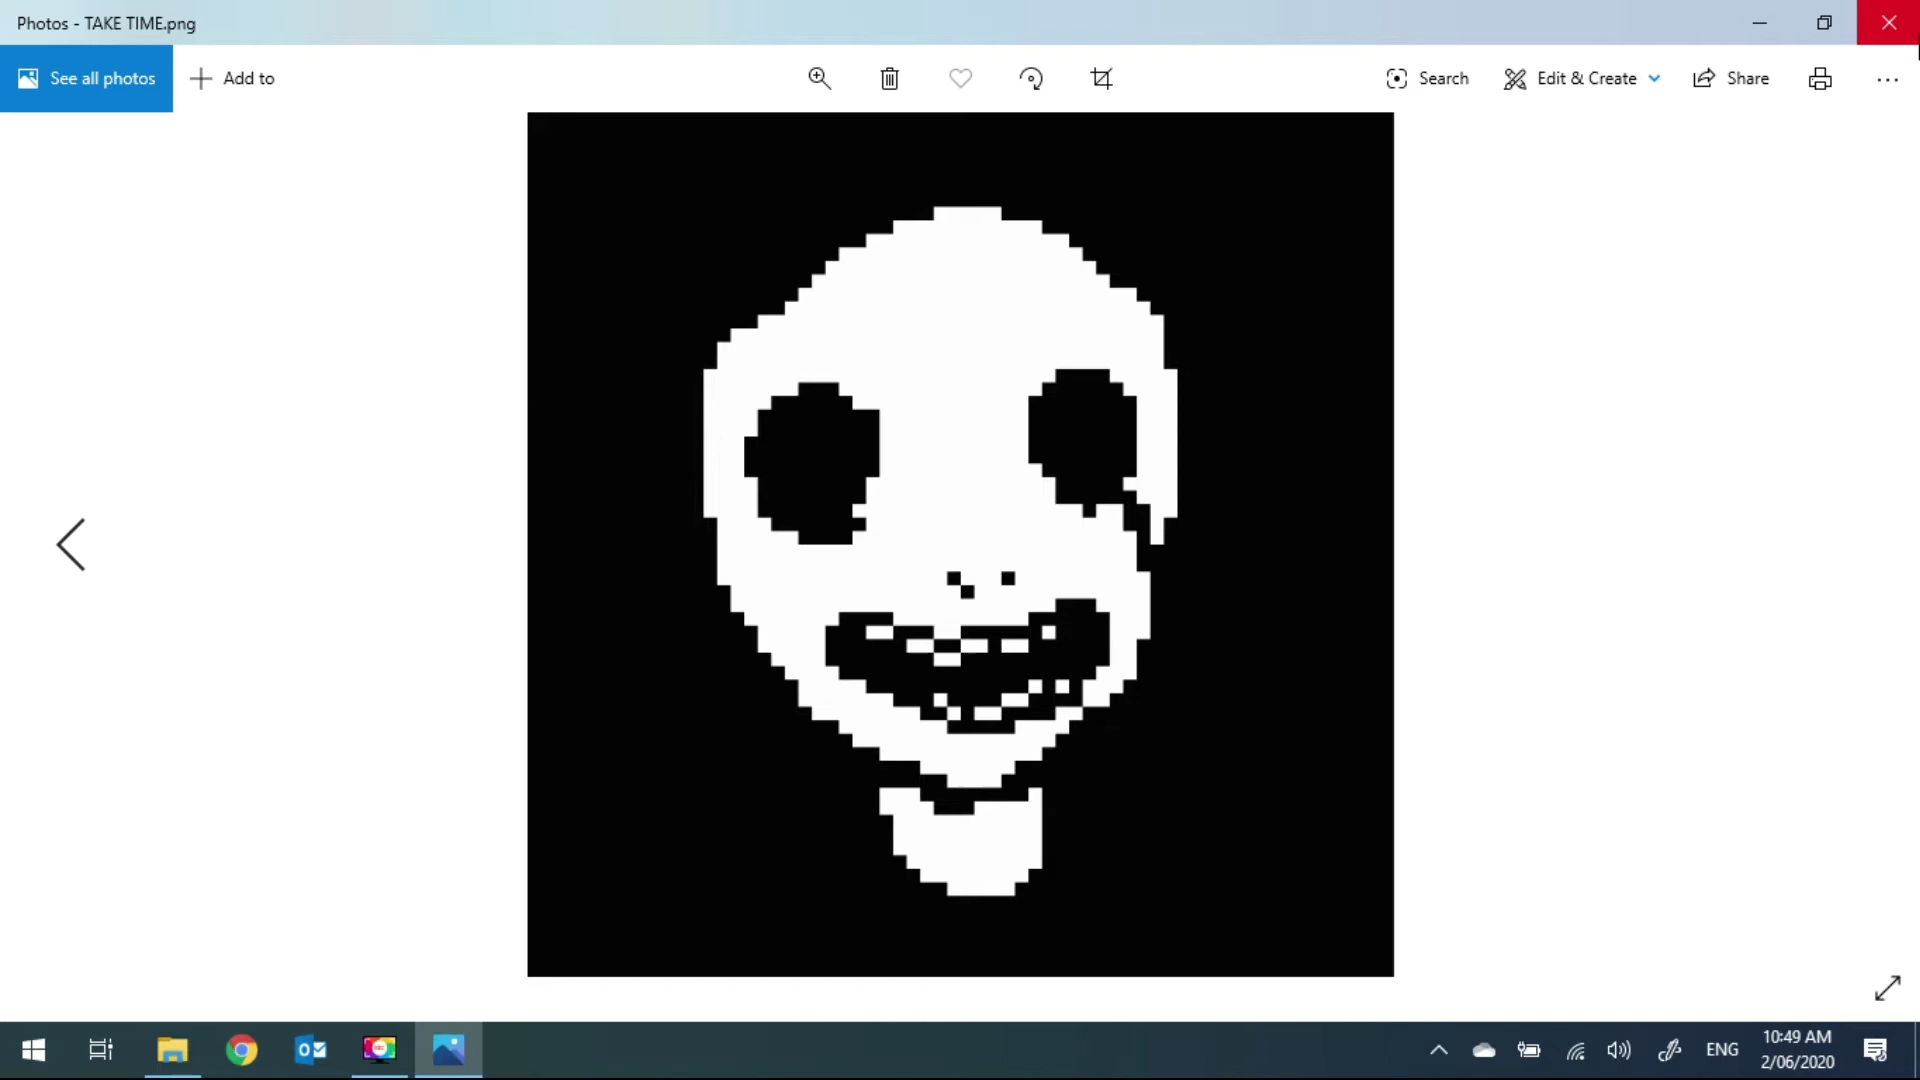 Photos - TAKE TIME.png
See all photos
Add to
Search
Edit & Create
Share
ENG
10:49 AM
2/06/2020